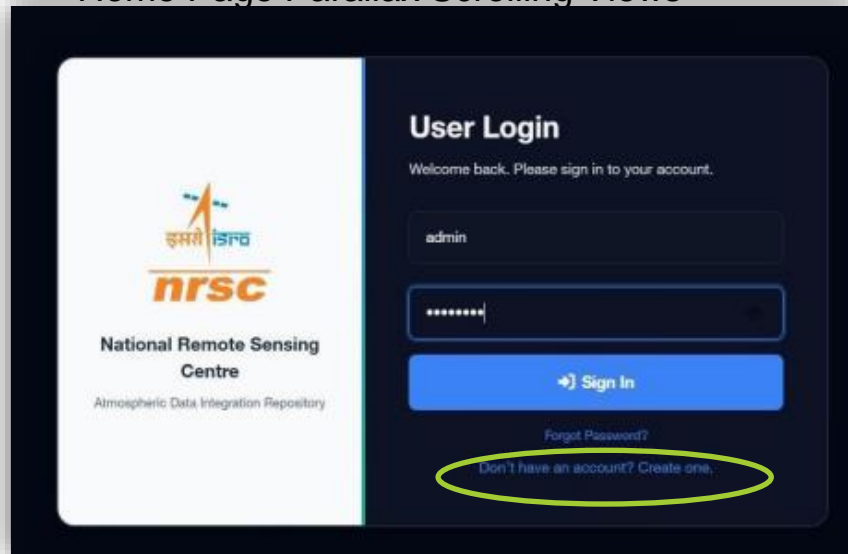 Home Page Parallax Scrolling Views
User Login
Welcome back. Please sign in to your account.
इसरो isro
nrsc
National Remote Sensing
Centre
Atmospheric Data Integration Repository
admin
••••••••
Sign In
Forgot Password?
Don't have an account? Create one.